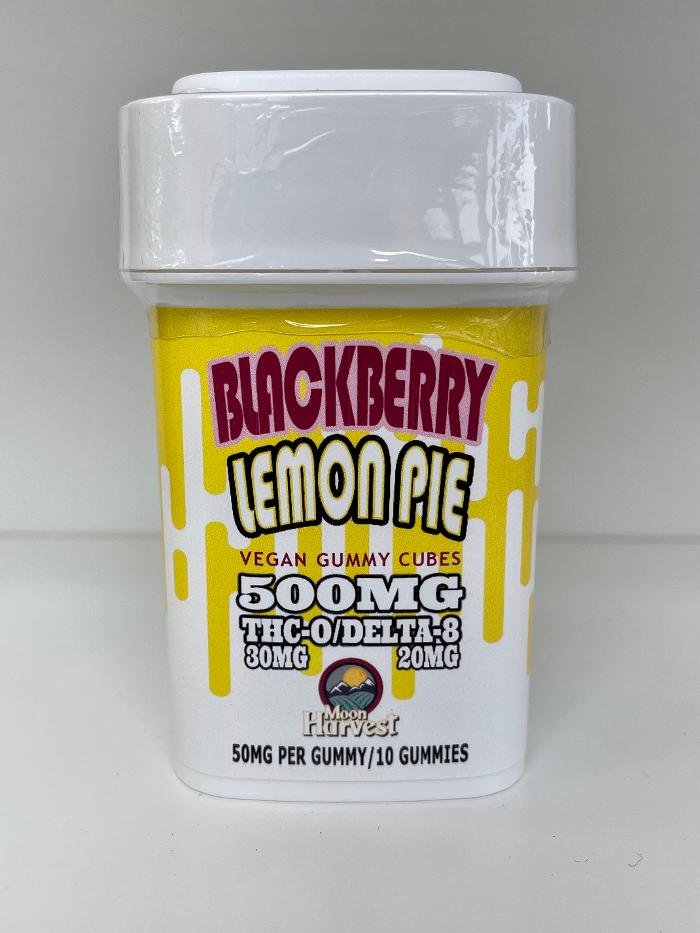 BLACKBERRY
LEMON PIE
VEGAN GUMMY CUBES
500MG
THC-O/DELTA-8
30MG 20MG
Moon
Harvest
50MG PER GUMMY/10 GUMMIES